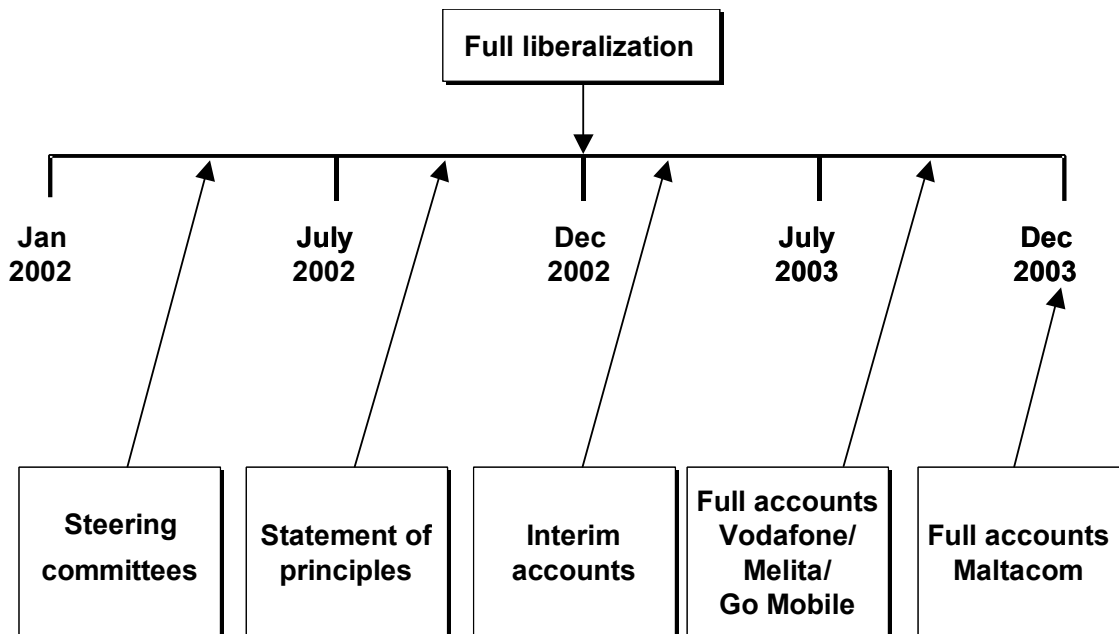 Full liberalization
Jan
2002
July
2002
Dec
2002
July
2003
Dec
2003
Steering
committees
Statement of
principles
Interim
accounts
Full accounts
Vodafone/
Melita/
Go Mobile
Full accounts
Maltacom